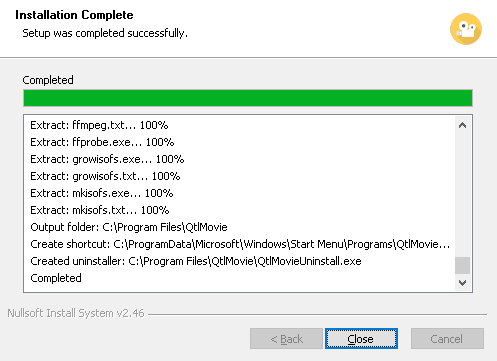 Installation Complete
Setup was completed successfully.
Completed
Extract: ffmpeg.txt... 100%
Extract: ffprobe.exe... 100%
Extract: growisofs.exe... 100%
Extract: growisofs.txt... 100%
Extract: mkisofs.exe... 100%
Extract: mkisofs.txt... 100%
Output folder: C:\Program Files\QtlMovie
Create shortcut: C:\ProgramData\Microsoft\Windows\Start Menu\Programs\QtlMovie...
Created uninstaller: C:\Program Files\QtlMovie\QtlMovieUninstall.exe
Completed
Nullsoft Install System v2.46
< Back
Close
Cancel